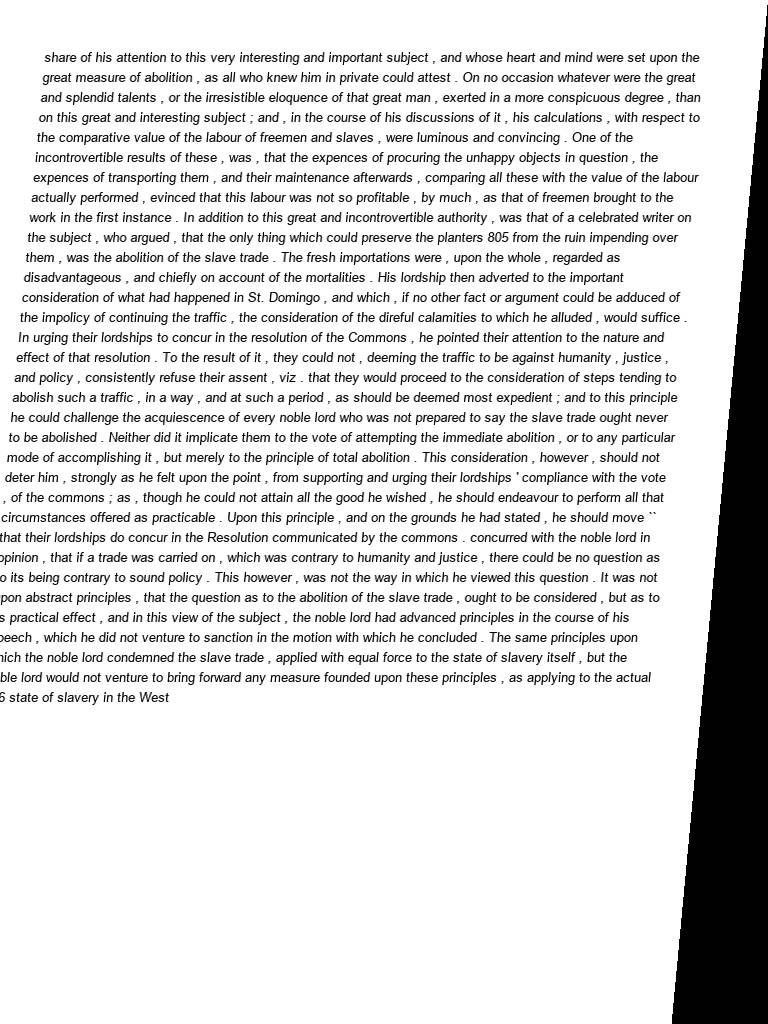 share of his attention to this very interesting and important subject , and whose heart and mind were set upon the
great measure of abolition , as all who knew him in private could attest . On no occasion whatever were the great
and splendid talents , or the irresistible eloquence of that great man , exerted in a more conspicuous degree , than
on this great and interesting subject ; and , in the course of his discussions of it , his calculations , with respect to
the comparative value of the labour of freemen and slaves , were luminous and convincing . One of the
incontrovertible results of these , was , that the expences of procuring the unhappy objects in question , the
expences of transporting them , and their maintenance afterwards , comparing all these with the value of the labour
actually performed , evinced that this labour was not so profitable , by much , as that of freemen brought to the
work in the first instance . In addition to this great and incontrovertible authority , was that of a celebrated writer on
the subject , who argued , that the only thing which could preserve the planters 805 from the ruin impending over
them , was the abolition of the slave trade . The fresh importations were , upon the whole , regarded as
disadvantageous , and chiefly on account of the mortalities . His lordship then adverted to the important
consideration of what had happened in St. Domingo , and which , if no other fact or argument could be adduced of
the impolicy of continuing the traffic , the consideration of the direful calamities to which he alluded , would suffice .
In urging their lordships to concur in the resolution of the Commons , he pointed their attention to the nature and
effect of that resolution . To the result of it , they could not , deeming the traffic to be against humanity , justice ,
and policy , consistently refuse their assent , viz . that they would proceed to the consideration of steps tending to
abolish such a traffic , in a way , and at such a period , as should be deemed most expedient ; and to this principle
he could challenge the acquiescence of every noble lord who was not prepared to say the slave trade ought never
to be abolished . Neither did it implicate them to the vote of attempting the immediate abolition , or to any particular
mode of accomplishing it , but merely to the principle of total abolition . This consideration , however , should not
deter him , strongly as he felt upon the point , from supporting and urging their lordships ' compliance with the vote
, of the commons ; as , though he could not attain all the good he wished , he should endeavour to perform all that
circumstances offered as practicable . Upon this principle , and on the grounds he had stated , he should move ``
that their lordships do concur in the Resolution communicated by the commons . concurred with the noble lord in
opinion , that if a trade was carried on , which was contrary to humanity and justice , there could be no question as
o its being contrary to sound policy . This however , was not the way in which he viewed this question . It was not
pon abstract principles , that the question as to the abolition of the slave trade , ought to be considered , but as to
s practical effect , and in this view of the subject , the noble lord had advanced principles in the course of his
peech , which he did not venture to sanction in the motion with which he concluded . The same principles upon
hich the noble lord condemned the slave trade , applied with equal force to the state of slavery itself , but the
ble lord would not venture to bring forward any measure founded upon these principles , as applying to the actual
6 state of slavery in the West